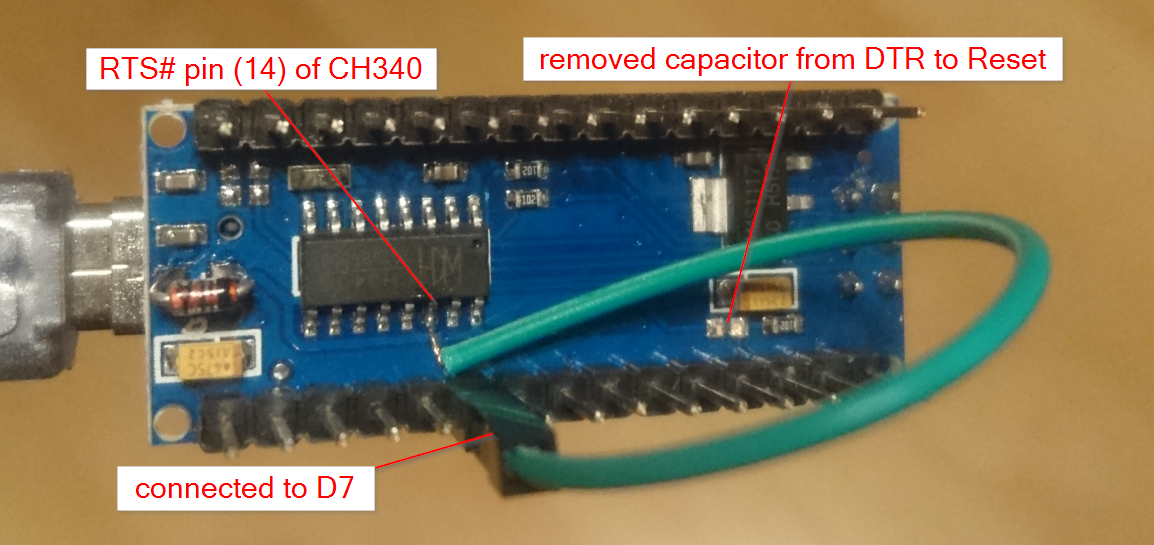 removed capacitor from DTR to Reset
RTS# pin (14) of CH340
connected to D7